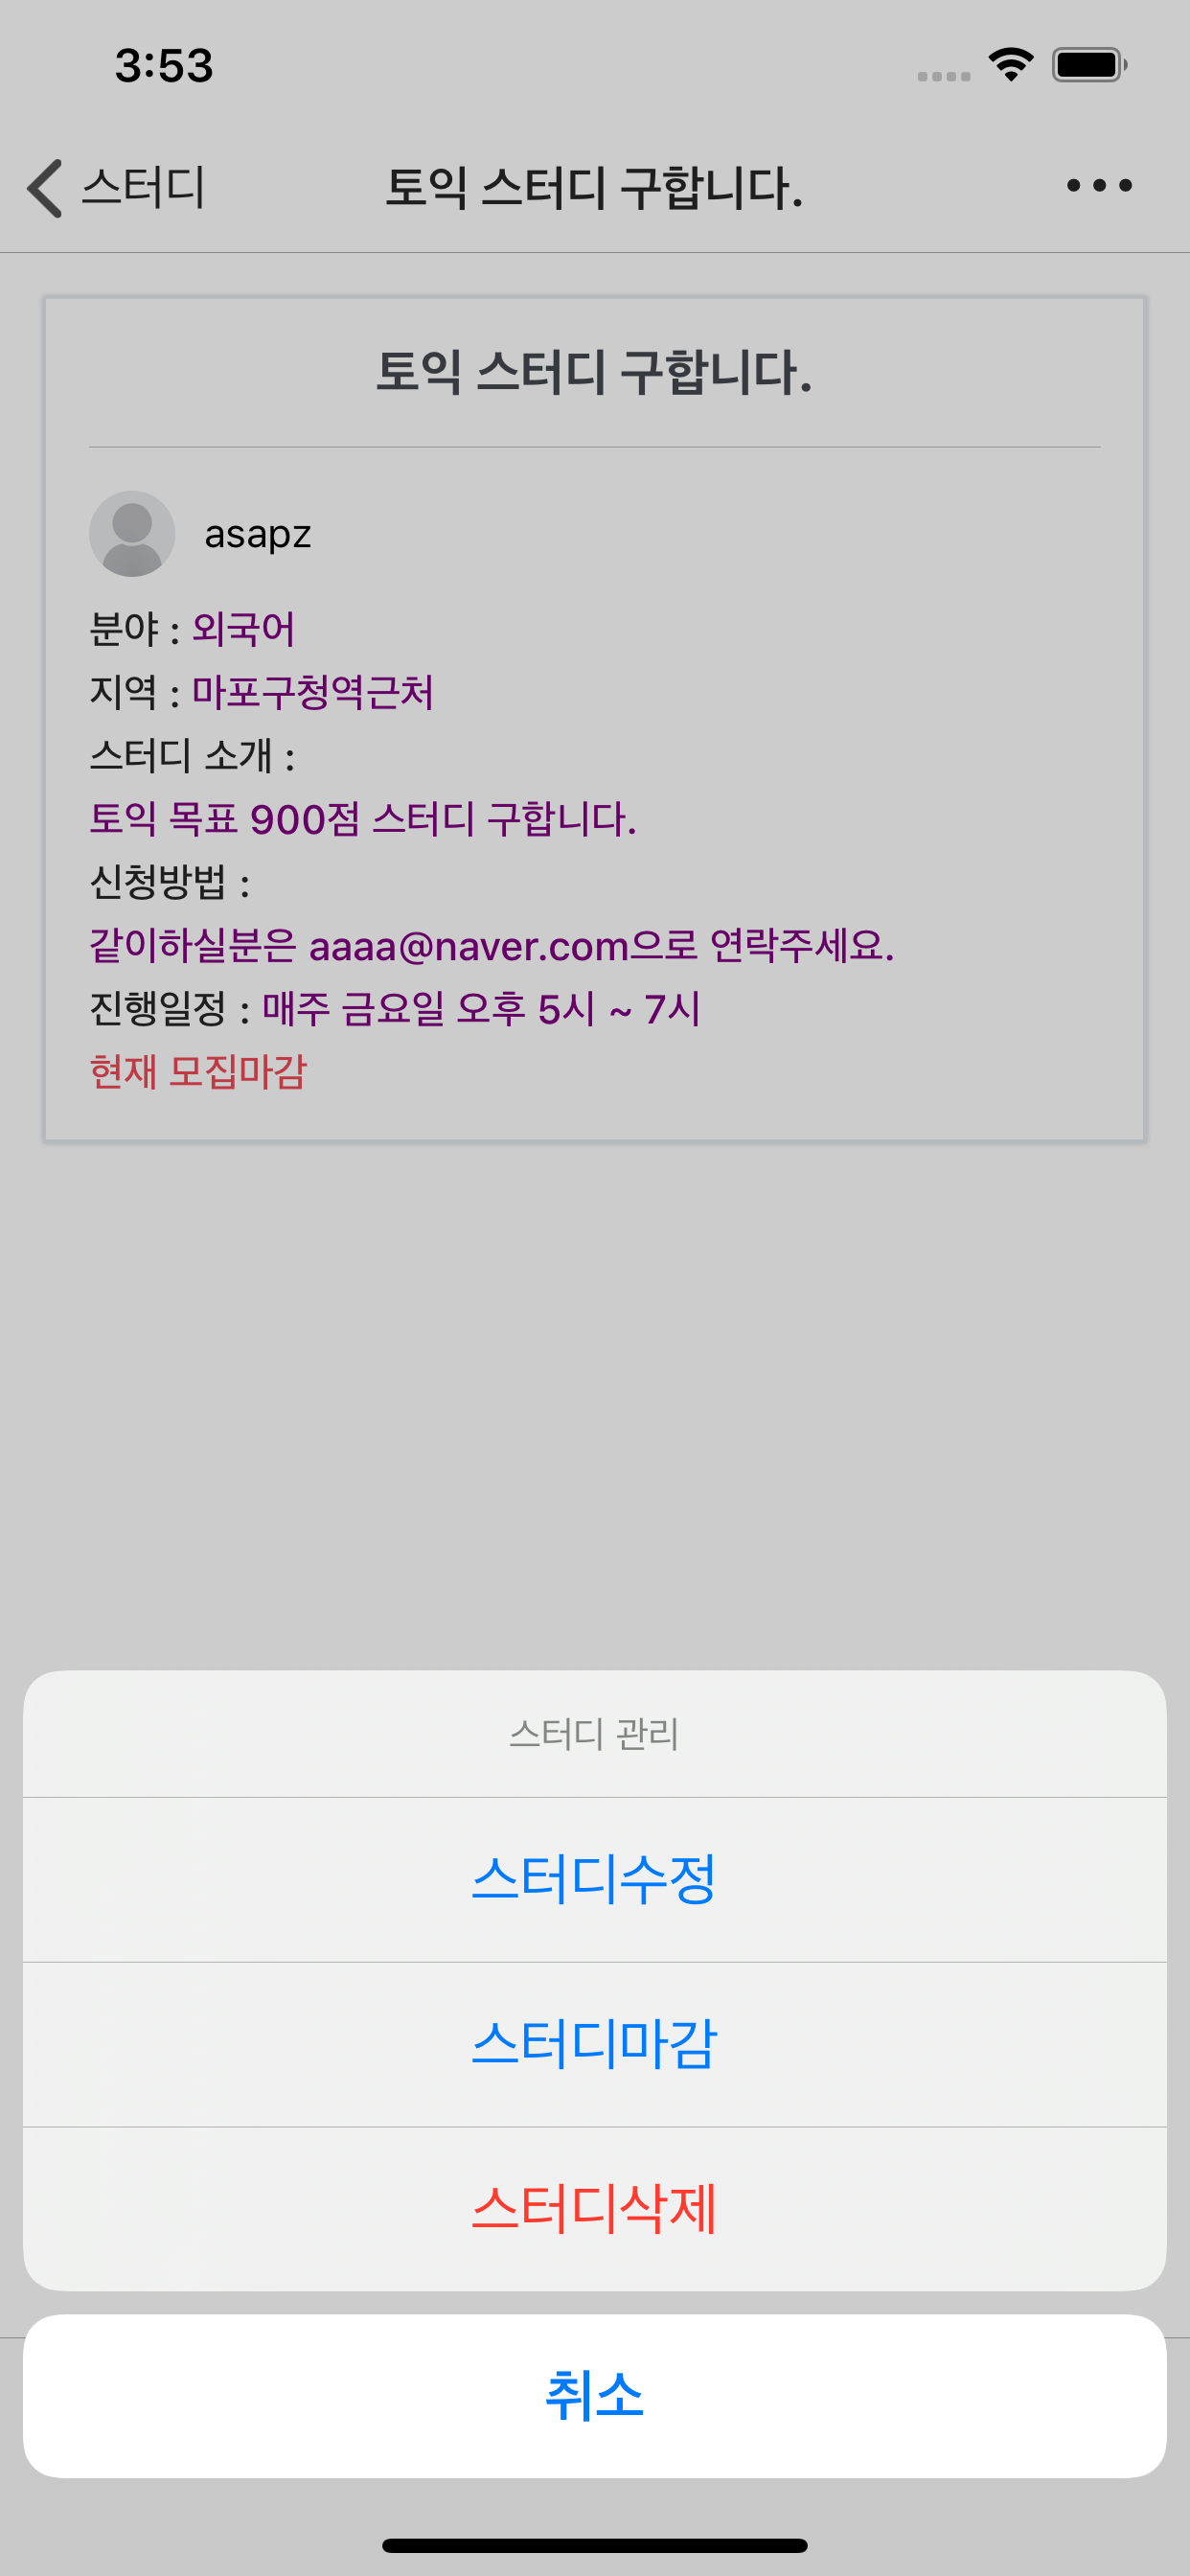 3:53
스터디
토익 스터디 구합니다.
토익 스터디 구합니다.
asapz
분야 : 외국어
지역 : 마포구청역근처
스터디 소개 :
토익 목표 900점 스터디 구합니다.
신청방법 :
같이하실분은 aaaa@naver.com으로 연락주세요.
진행일정 : 매주 금요일 오후 5시 ~ 7시
현재 모집마감
스터디 관리
스터디수정
스터디마감
스터디삭제
취소